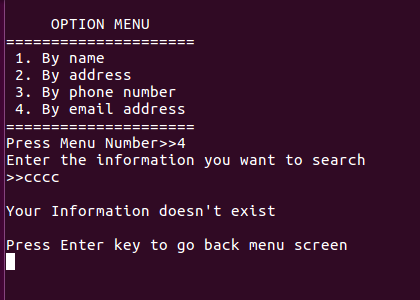 OPTION MENU
=====================
1. By name
2. By address
3. By phone number
4. By email address
=====================
Press Menu Number>>4
Enter the information you want to search
>>cccc
Your Information doesn't exist
Press Enter key to go back menu screen